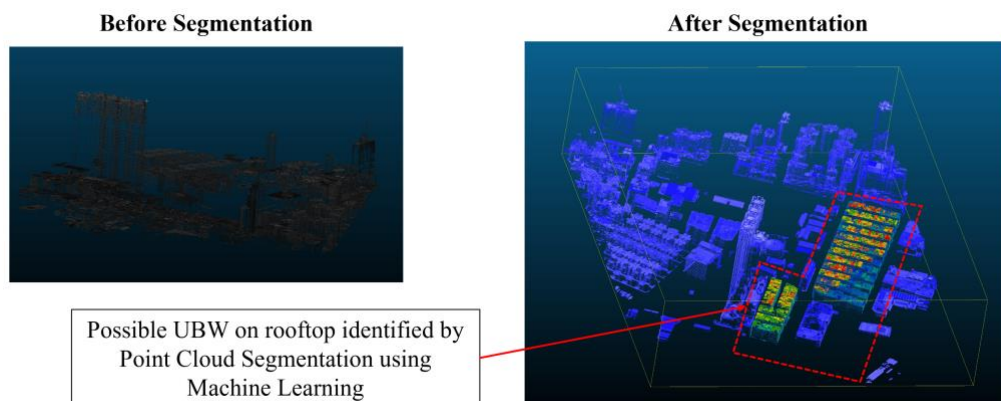 Before Segmentation
After Segmentation
Possible UBW on rooftop identified by
Point Cloud Segmentation using
Machine Learning